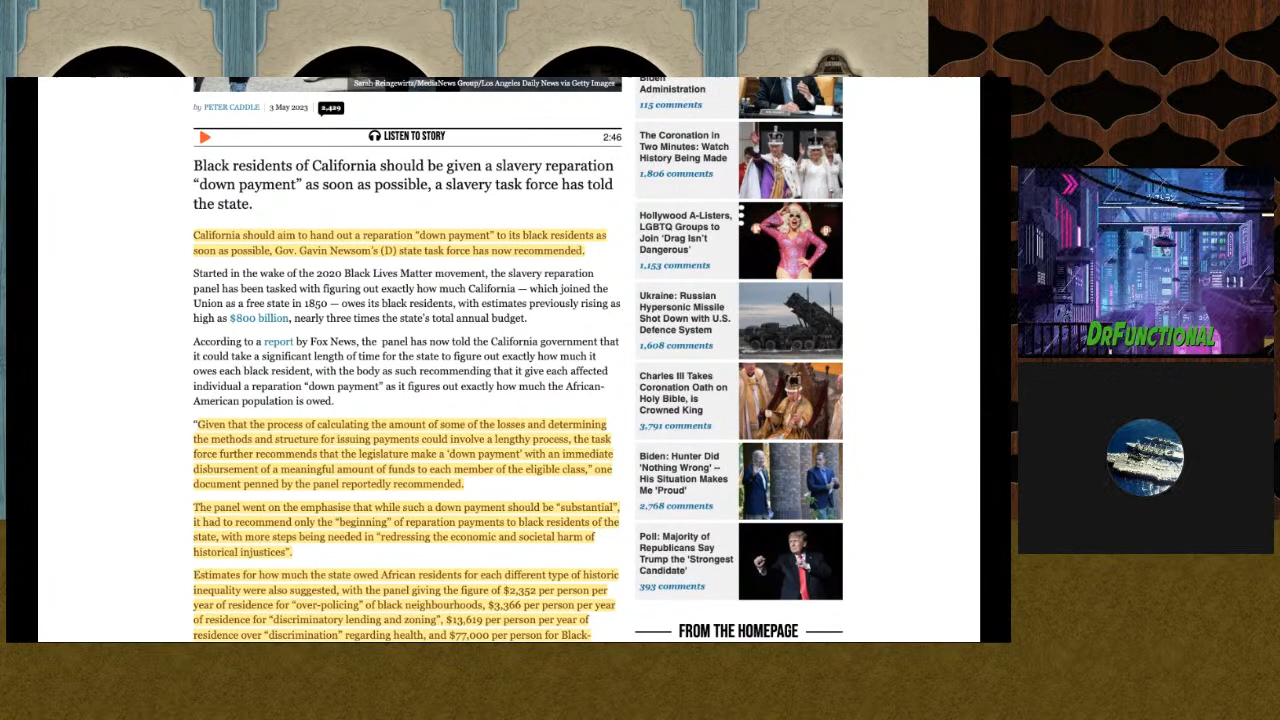 Sarah Reingewirtz/MediaNews Group/Los Angeles Daily News via Getty Images
by PETER CADDLE | 3 May 2023 | 2,429
LISTEN TO STORY
2:46
Black residents of California should be given a slavery reparation
“down payment” as soon as possible, a slavery task force has told
the state.
California should aim to hand out a reparation “down payment” to its black residents as
soon as possible, Gov. Gavin Newsom’s (D) state task force has now recommended.
Started in the wake of the 2020 Black Lives Matter movement, the slavery reparation
panel has been tasked with figuring out exactly how much California — which joined the
Union as a free state in 1850 — owes its black residents, with estimates previously rising as
high as $800 billion, nearly three times the state’s total annual budget.
According to a report by Fox News, the panel has now told the California government that
it could take a significant length of time for the state to figure out exactly how much it
owes each black resident, with the body as such recommending that it give each affected
individual a reparation “down payment” as it figures out exactly how much the African-
American population is owed.
“Given that the process of calculating the amount of some of the losses and determining
the methods and structure for issuing payments could involve a lengthy process, the task
force further recommends that the legislature make a ‘down payment’ with an immediate
disbursement of a meaningful amount of funds to each member of the eligible class,” one
document penned by the panel reportedly recommended.
The panel went on the emphasise that while such a down payment should be “substantial”,
it had to recommend only the “beginning” of reparation payments to black residents of the
state, with more steps being needed in “redressing the economic and societal harm of
historical injustices”.
Estimates for how much the state owed African residents for each different type of historic
inequality were also suggested, with the panel giving the figure of $2,352 per person per
year of residence for “over-policing” of black neighbourhoods, $3,366 per person per year
of residence for “discriminatory lending and zoning”, $13,619 per person per year of
residence over “discrimination” regarding health, and $77,000 per person for Black-
Biden
Administration
115 comments
The Coronation in
Two Minutes: Watch
History Being Made
1,806 comments
Hollywood A-Listers,
LGBTQ Groups to
Join ‘Drag Isn’t
Dangerous’
1,153 comments
Ukraine: Russian
Hypersonic Missile
Shot Down with U.S.
Defence System
1,608 comments
Charles III Takes
Coronation Oath on
Holy Bible, is
Crowned King
3,791 comments
Biden: Hunter Did
'Nothing Wrong' --
His Situation Makes
Me 'Proud'
2,768 comments
Poll: Majority of
Republicans Say
Trump the 'Strongest
Candidate'
393 comments
FROM THE HOMEPAGE
DrFunctional